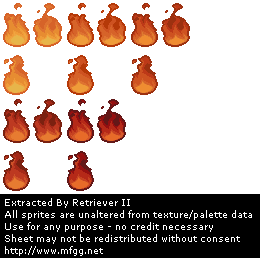 Extracted By Retriever II
All sprites are unaltered from texture/palette data
Use for any purpose - no credit necessary
Sheet may not be redistributed without consent
http://www.mfgg.net